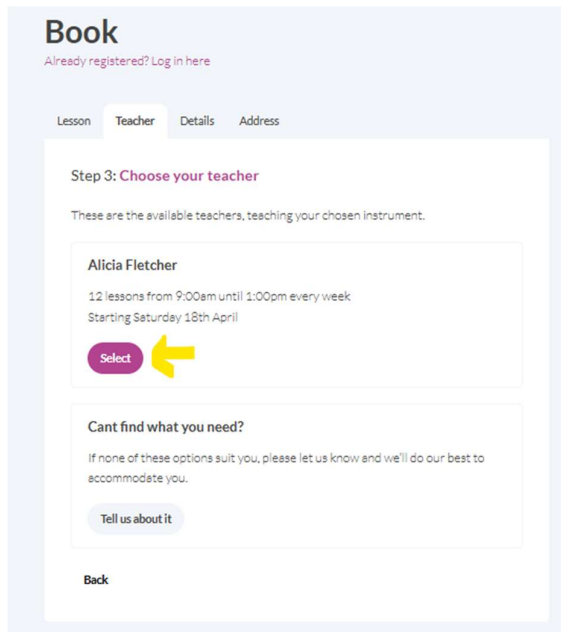 Book
Already registered? Log in here
Lesson Teacher Details Address
Step 3: Choose your teacher
These are the available teachers, teaching your chosen instrument.
Alicia Fletcher
12 lessons from 9:00am until 1:00pm every week
Starting Saturday 18th April
Select
Cant find what you need?
If none of these options suit you, please let us know and we'll do our best to
accommodate you.
Tell us about it
Back